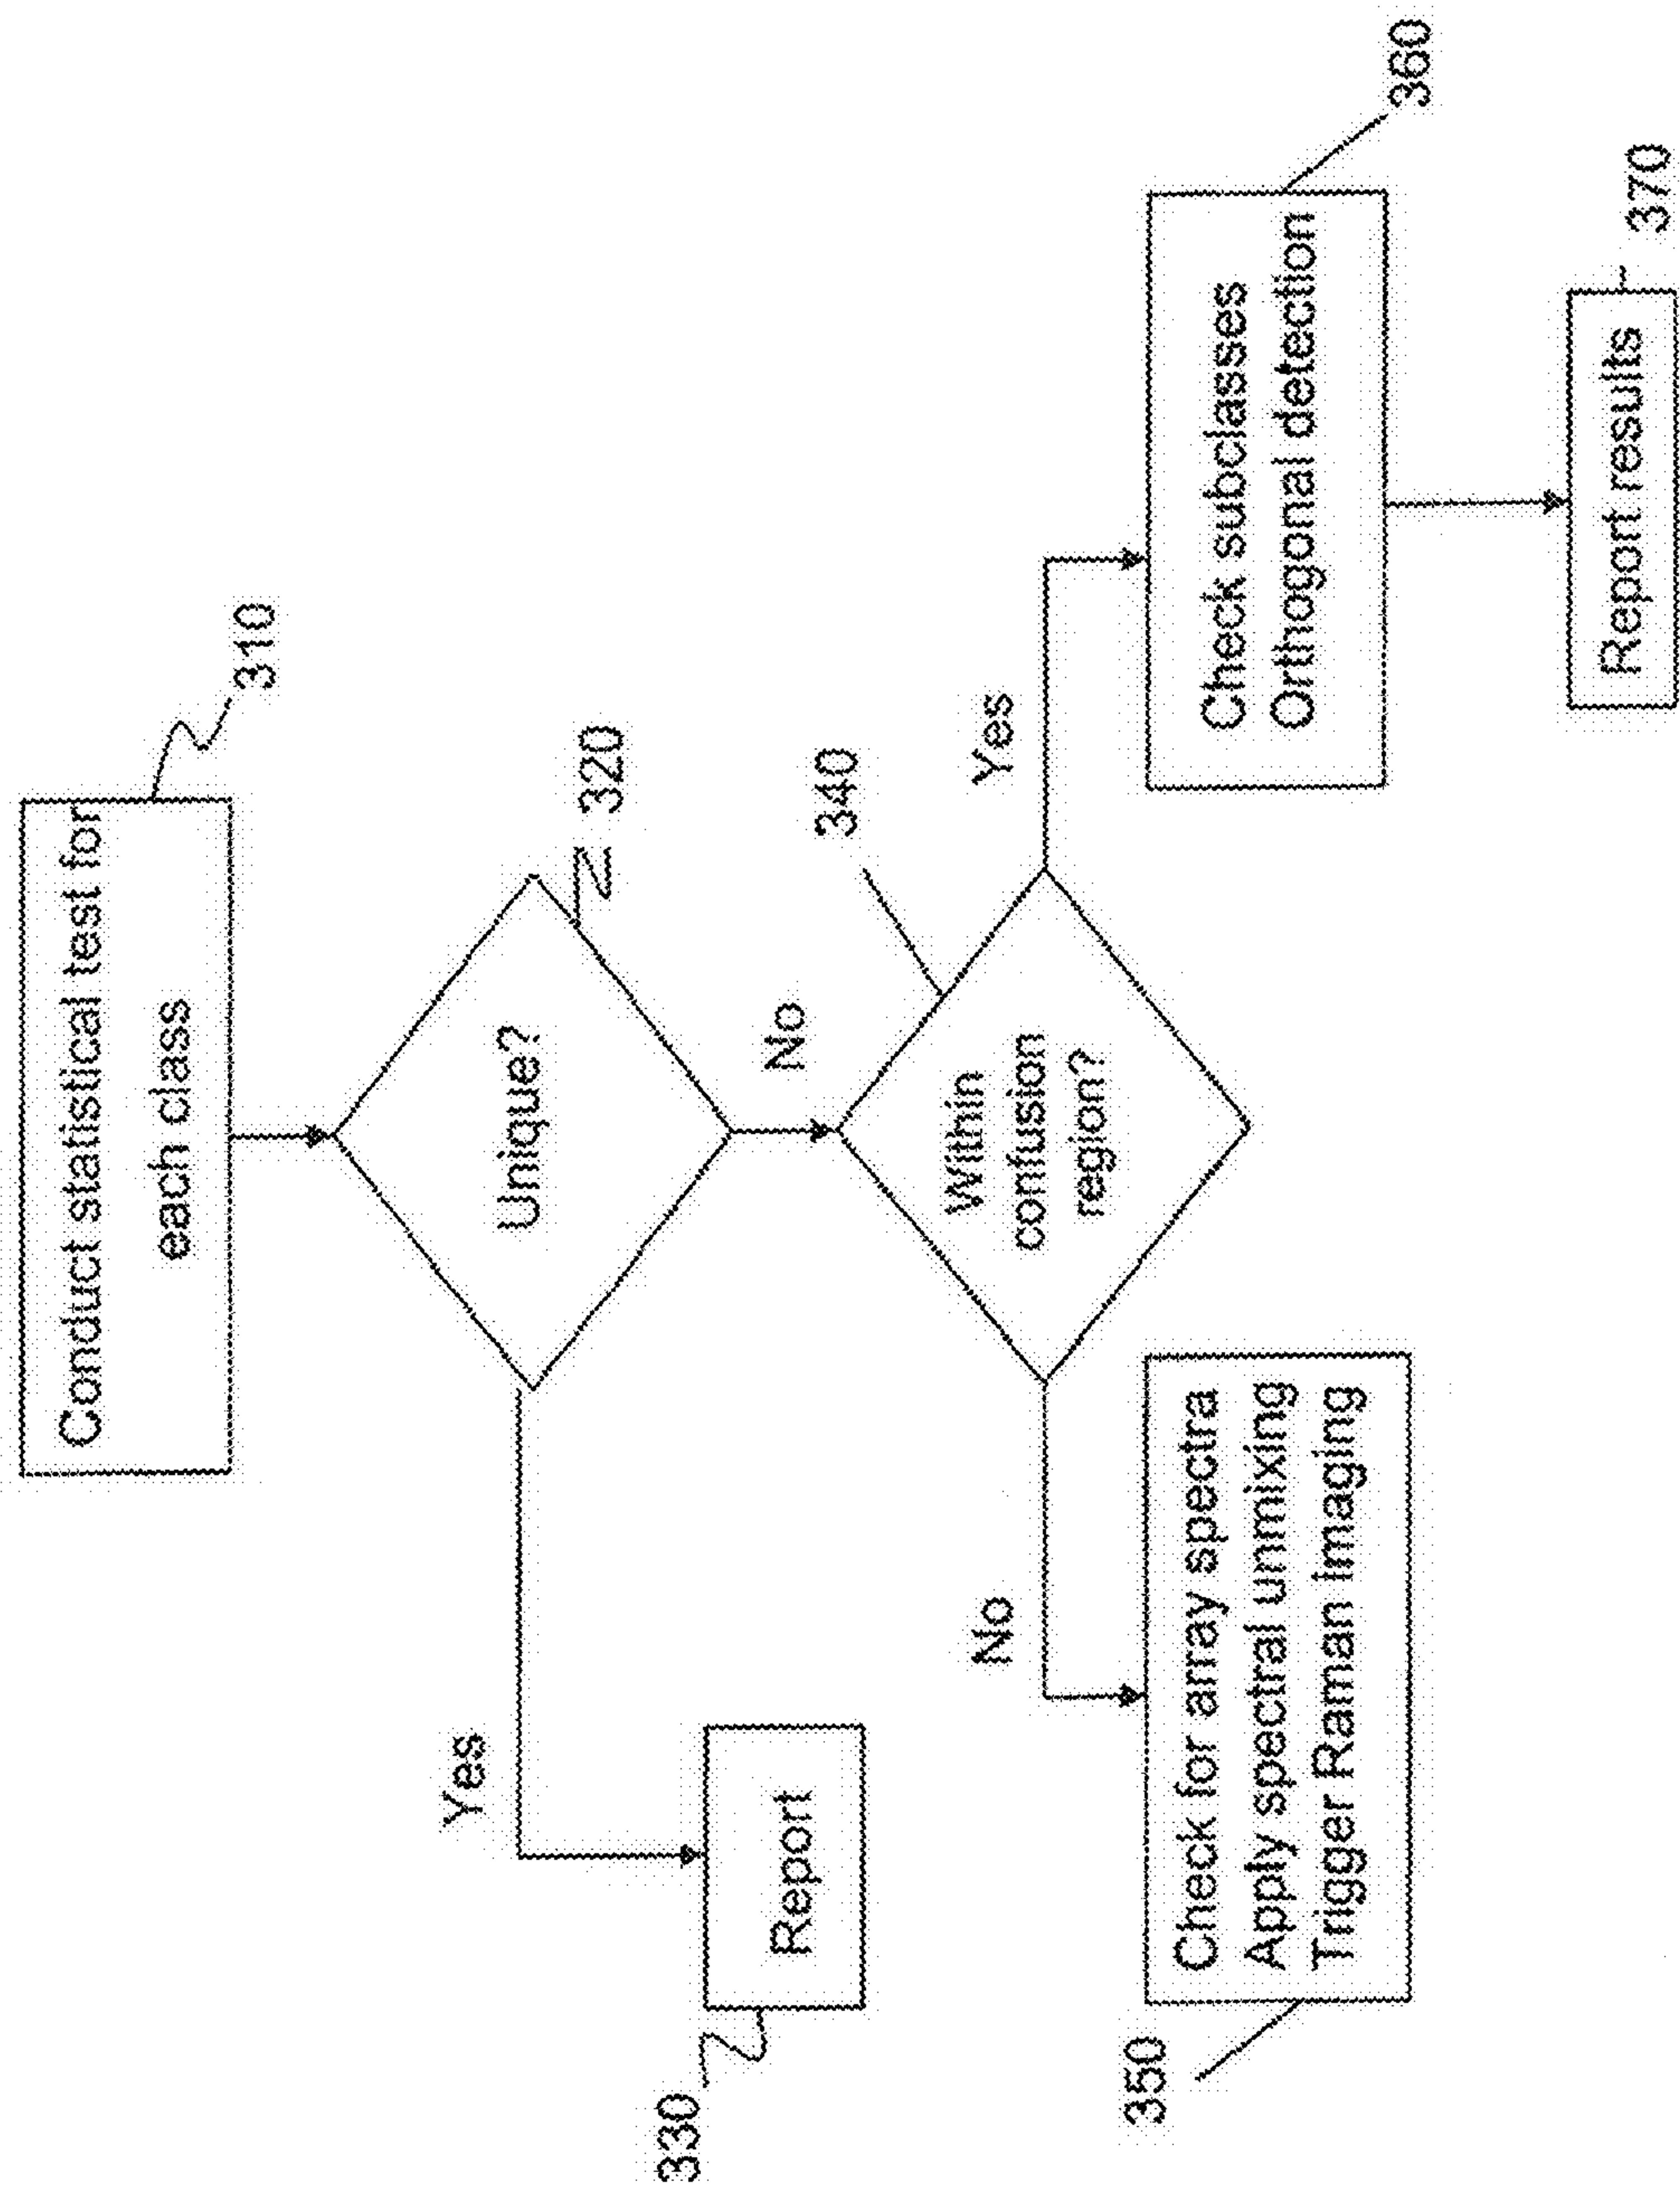 Conduct statistical test for
each class
310
Unique?
320
Yes
No
Report
330
Within
confusion
region?
340
No
Yes
Check for array spectra
Apply spectral unmixing
Trigger Raman imaging
350
Check subclasses
Orthogonal detection
360
Report results
370